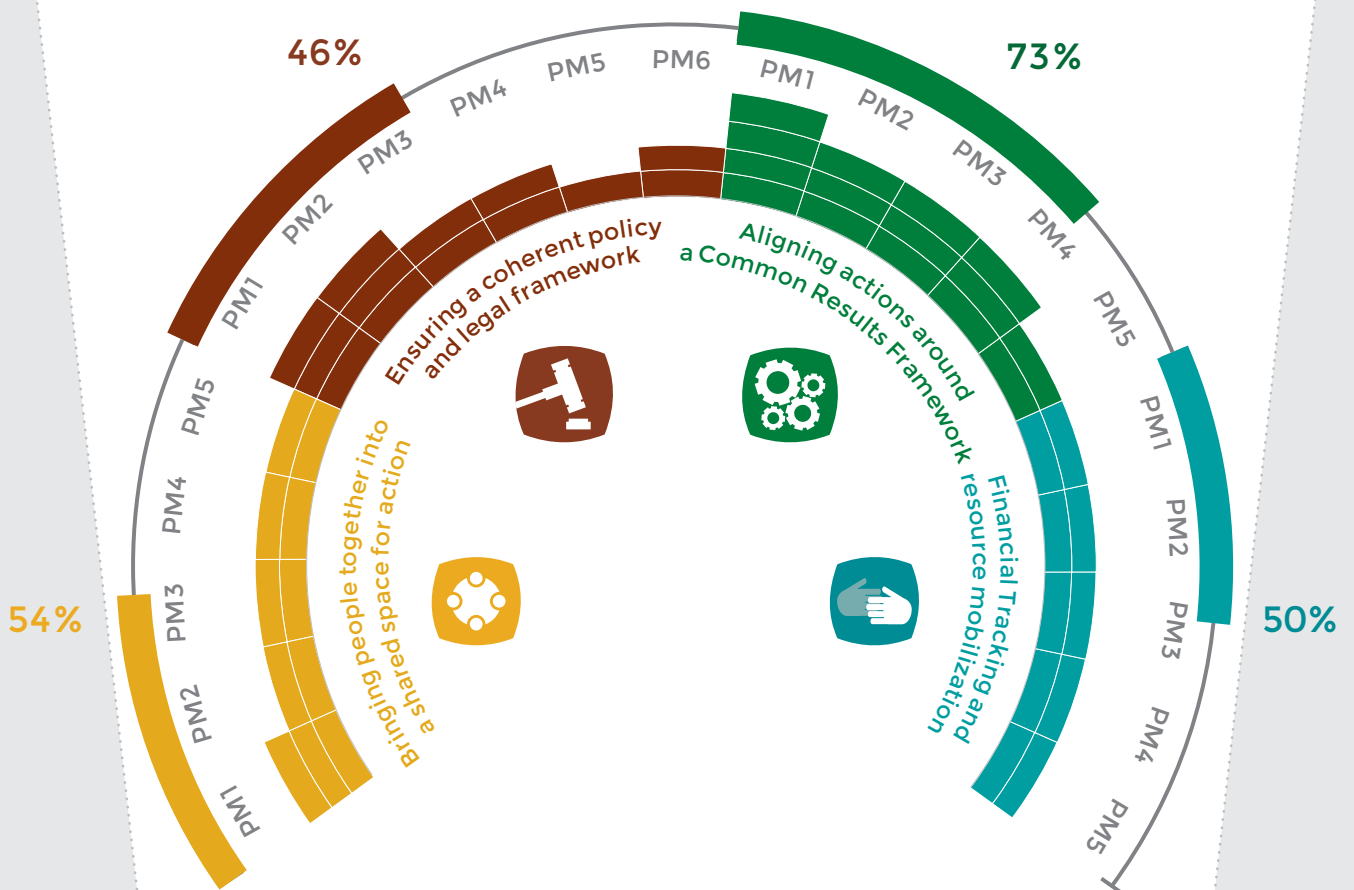 54%
PM1
PM2
PM3
PM4
PM5
Bringing people together into
a shared space for action
46%
PM1
PM2
PM3
PM4
PM5
PM6
Ensuring a coherent policy
and legal framework
73%
PM1
PM2
PM3
PM4
PM5
Aligning actions around
a Common Results Framework
50%
PM1
PM2
PM3
PM4
PM5
Financial Tracking and
resource mobilization